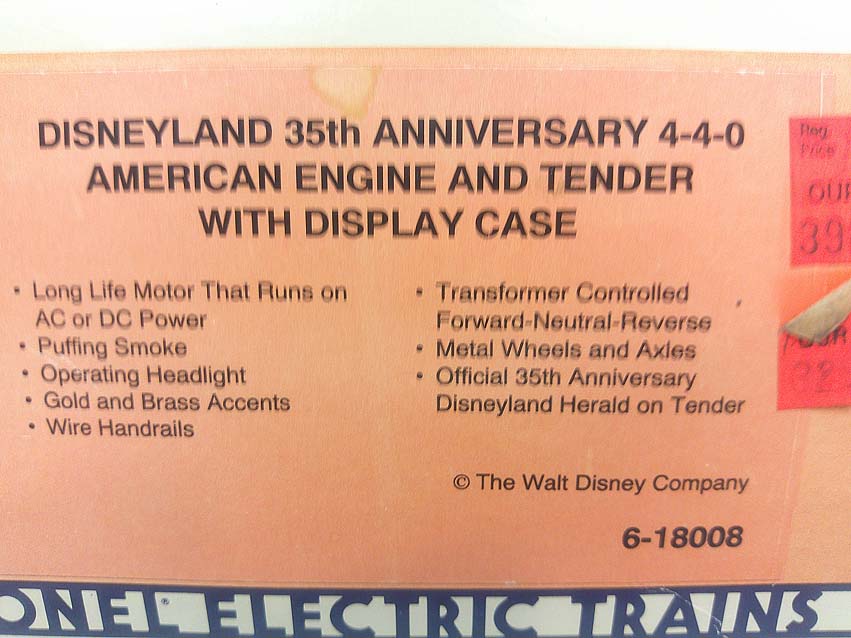 DISNEYLAND 35th ANNIVERSARY 4-4-0
AMERICAN ENGINE AND TENDER
WITH DISPLAY CASE
• Long Life Motor That Runs on
AC or DC Power
• Puffing Smoke
• Operating Headlight
• Gold and Brass Accents
• Wire Handrails
• Transformer Controlled
Forward-Neutral-Reverse
• Metal Wheels and Axles
• Official 35th Anniversary
Disneyland Herald on Tender
© The Walt Disney Company
6-18008
Reg.
Price
OUR
39
ONEL® ELECTRIC TRAINS